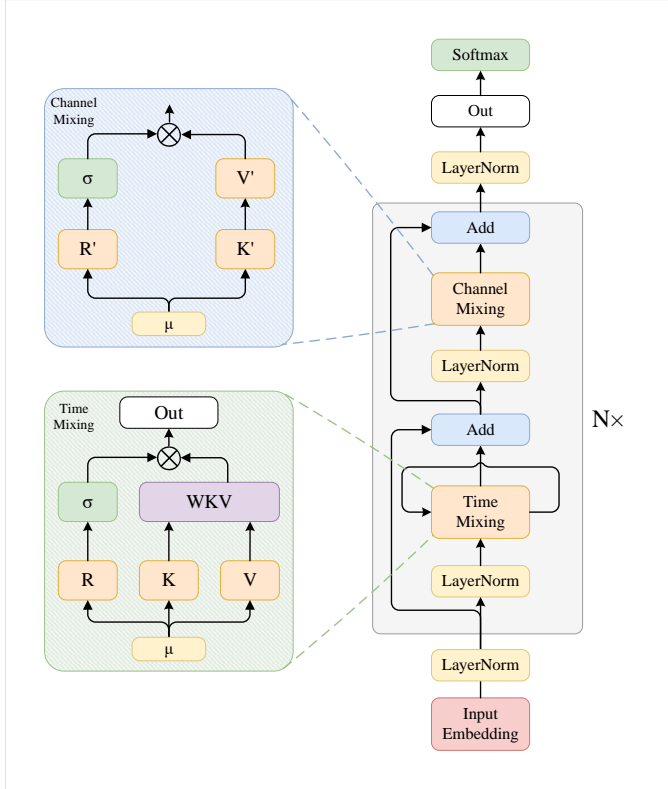 Softmax
Out
LayerNorm
Add
Channel
Mixing
LayerNorm
Add
Time
Mixing
LayerNorm
LayerNorm
Input
Embedding
N×
Channel
Mixing
σ
V'
R'
K'
μ
Time
Mixing
Out
σ
WKV
R
K
V
μ